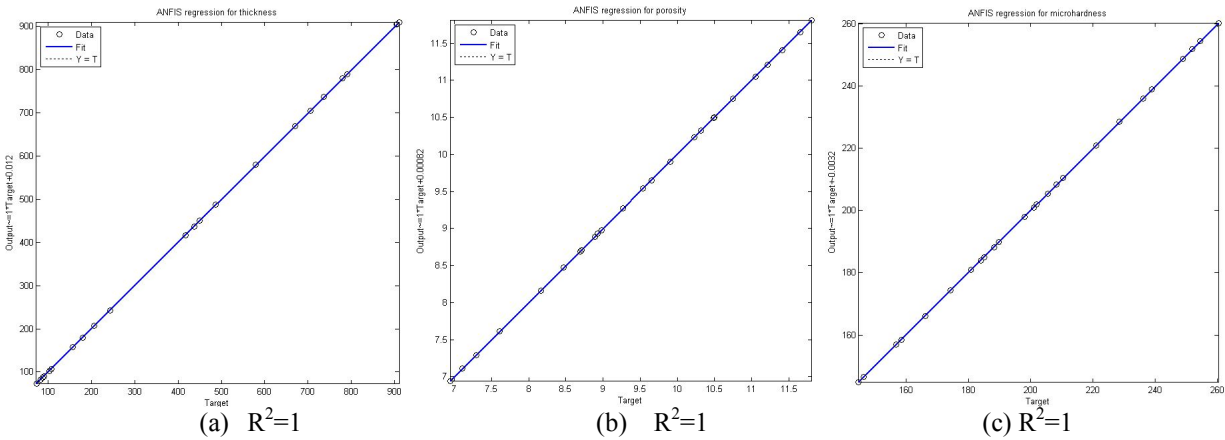 ANFIS regression for thickness
Data
Fit
Y = T
Output~=1*Target+0.012
900
800
700
600
500
400
300
200
100
100 200 300 400 500 600 700 800 900
Target
(a) R²=1
ANFIS regression for porosity
Data
Fit
Y = T
Output~=1*Target+0.00082
11.5
11
10.5
10
9.5
9
8.5
8
7.5
7
7 7.5 8 8.5 9 9.5 10 10.5 11 11.5
Target
(b) R²=1
ANFIS regression for microhardness
Data
Fit
Y = T
Output~=1*Target+-0.0032
260
240
220
200
180
160
160 180 200 220 240 260
Target
(c) R²=1